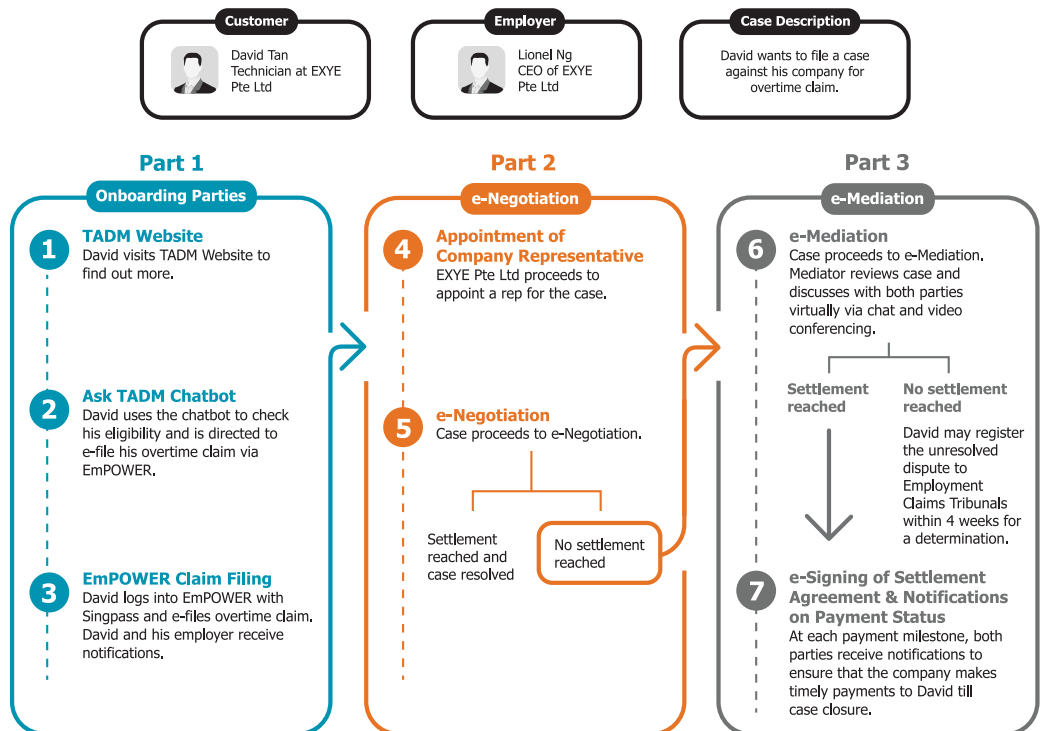 Customer
David Tan
Technician at EXYE
Pte Ltd
Employer
Lionel Ng
CEO of EXYE
Pte Ltd
Case Description
David wants to file a case
against his company for
overtime claim.
Part 1
Onboarding Parties
1
TADM Website
David visits TADM Website to
find out more.
2
Ask TADM Chatbot
David uses the chatbot to check
his eligibility and is directed to
e-file his overtime claim via
EmPOWER.
3
EmPOWER Claim Filing
David logs into EmPOWER with
Singpass and e-files overtime claim.
David and his employer receive
notifications.
Part 2
e-Negotiation
4
Appointment of
Company Representative
EXYE Pte Ltd proceeds to
appoint a rep for the case.
5
e-Negotiation
Case proceeds to e-Negotiation.
Settlement
reached and
case resolved
No settlement
reached
Part 3
e-Mediation
6
e-Mediation
Case proceeds to e-Mediation.
Mediator reviews case and
discusses with both parties
virtually via chat and video
conferencing.
Settlement
reached
No settlement
reached
David may register
the unresolved
dispute to
Employment
Claims Tribunals
within 4 weeks for
a determination.
7
e-Signing of Settlement
Agreement & Notifications
on Payment Status
At each payment milestone, both
parties receive notifications to
ensure that the company makes
timely payments to David till
case closure.